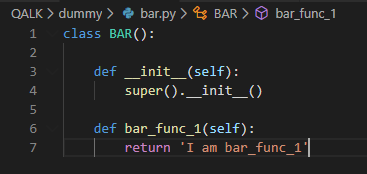 QALK > dummy > bar.py > BAR > bar_func_1
1 class BAR():
2
3     def __init__(self):
4         super().__init__()
5
6     def bar_func_1(self):
7         return 'I am bar_func_1'